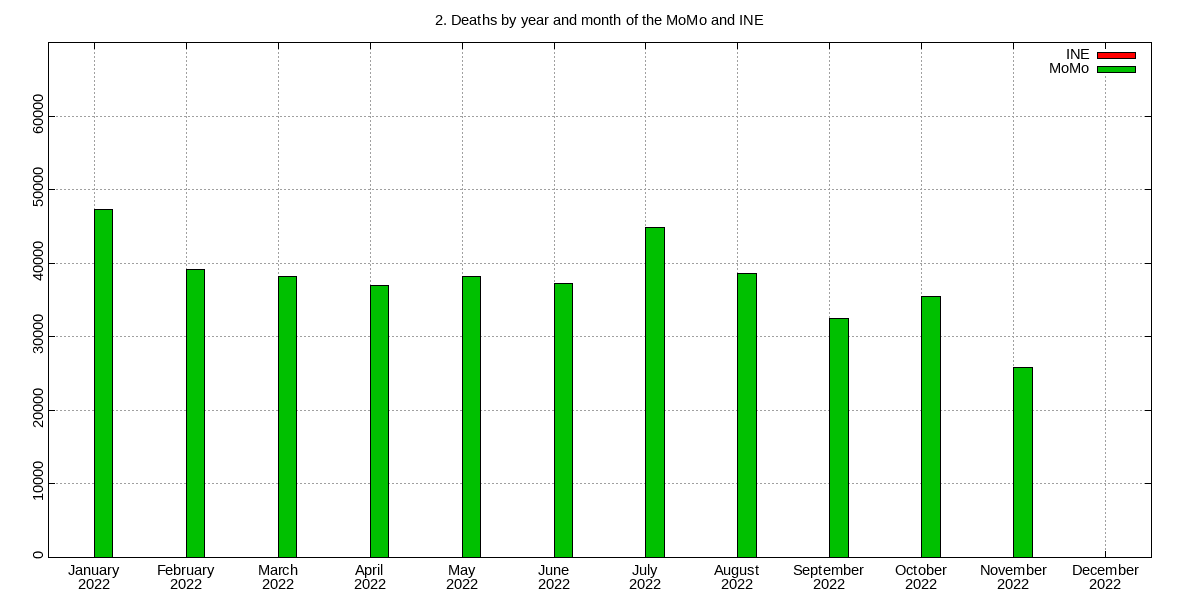 2. Deaths by year and month of the MoMo and INE
INE
MoMo
60000
50000
40000
30000
20000
10000
0
January February March April May June July August September October November December
2022 2022 2022 2022 2022 2022 2022 2022 2022 2022 2022 2022